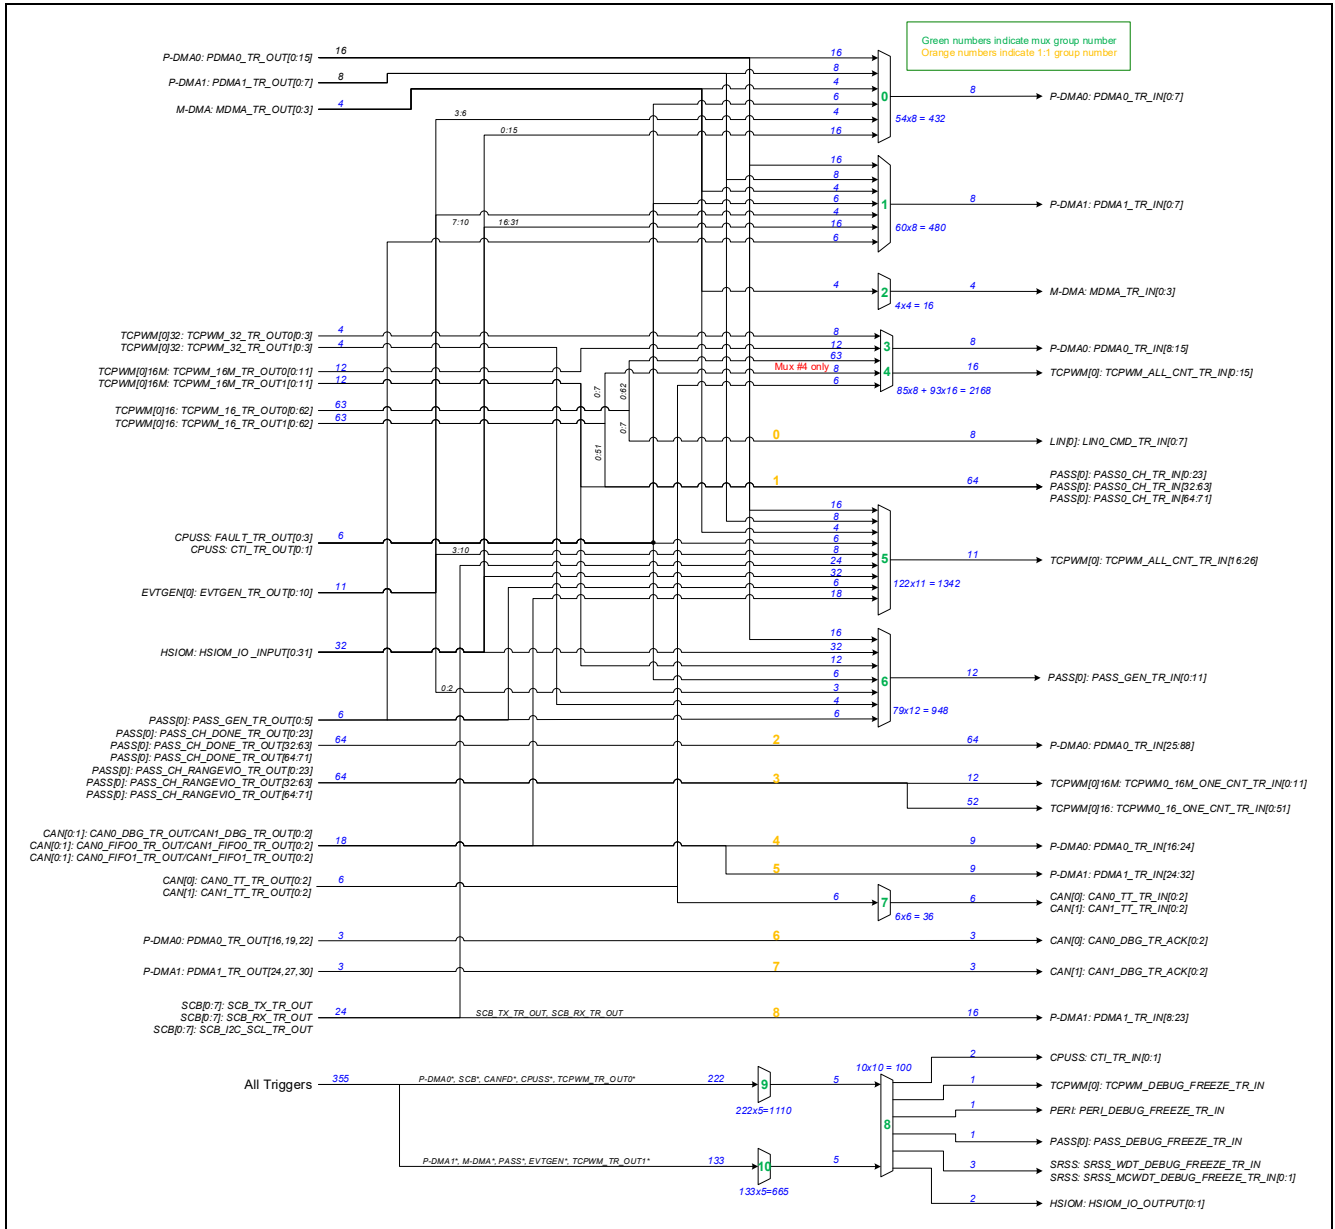 Green numbers indicate mux group number
Orange numbers indicate 1:1 group number
P-DMA0: PDMA0_TR_OUT[0:15]
16
P-DMA1: PDMA1_TR_OUT[0:7]
8
M-DMA: MDMA_TR_OUT[0:3]
4
3:6
0:15
16
8
4
6
4
16
0
54x8 = 432
8
P-DMA0: PDMA0_TR_IN[0:7]
7:10
16:31
16
8
4
6
4
16
6
1
60x8 = 480
8
P-DMA1: PDMA1_TR_IN[0:7]
4
2
4x4 = 16
4
M-DMA: MDMA_TR_IN[0:3]
TCPWM[0]32: TCPWM_32_TR_OUT0[0:3]
4
TCPWM[0]32: TCPWM_32_TR_OUT1[0:3]
4
TCPWM[0]16M: TCPWM_16M_TR_OUT0[0:11]
12
TCPWM[0]16M: TCPWM_16M_TR_OUT1[0:11]
12
TCPWM[0]16: TCPWM_16_TR_OUT0[0:62]
63
TCPWM[0]16: TCPWM_16_TR_OUT1[0:62]
63
0:7
0:62
0:7
0:51
8
12
63
Mux #4 only
8
6
3
4
85x8 + 93x16 = 2168
8
P-DMA0: PDMA0_TR_IN[8:15]
16
TCPWM[0]: TCPWM_ALL_CNT_TR_IN[0:15]
0
8
LIN[0]: LIN0_CMD_TR_IN[0:7]
1
64
PASS[0]: PASS0_CH_TR_IN[0:23]
PASS[0]: PASS0_CH_TR_IN[32:63]
PASS[0]: PASS0_CH_TR_IN[64:71]
CPUSS: FAULT_TR_OUT[0:3]
CPUSS: CTI_TR_OUT[0:1]
6
EVTGEN[0]: EVTGEN_TR_OUT[0:10]
11
3:10
16
8
4
6
8
24
32
6
18
5
122x11 = 1342
11
TCPWM[0]: TCPWM_ALL_CNT_TR_IN[16:26]
HSIOM: HSIOM_IO _INPUT[0:31]
32
0:2
16
32
12
6
3
4
6
6
79x12 = 948
12
PASS[0]: PASS_GEN_TR_IN[0:11]
PASS[0]: PASS_GEN_TR_OUT[0:5]
6
PASS[0]: PASS_CH_DONE_TR_OUT[0:23]
PASS[0]: PASS_CH_DONE_TR_OUT[32:63]
PASS[0]: PASS_CH_DONE_TR_OUT[64:71]
64
2
64
P-DMA0: PDMA0_TR_IN[25:88]
PASS[0]: PASS_CH_RANGEVIO_TR_OUT[0:23]
PASS[0]: PASS_CH_RANGEVIO_TR_OUT[32:63]
PASS[0]: PASS_CH_RANGEVIO_TR_OUT[64:71]
64
3
12
TCPWM[0]16M: TCPWM0_16M_ONE_CNT_TR_IN[0:11]
52
TCPWM[0]16: TCPWM0_16_ONE_CNT_TR_IN[0:51]
CAN[0:1]: CAN0_DBG_TR_OUT/CAN1_DBG_TR_OUT[0:2]
CAN[0:1]: CAN0_FIFO0_TR_OUT/CAN1_FIFO0_TR_OUT[0:2]
CAN[0:1]: CAN0_FIFO1_TR_OUT/CAN1_FIFO1_TR_OUT[0:2]
18
4
9
P-DMA0: PDMA0_TR_IN[16:24]
5
9
P-DMA1: PDMA1_TR_IN[24:32]
CAN[0]: CAN0_TT_TR_OUT[0:2]
CAN[1]: CAN1_TT_TR_OUT[0:2]
6
6
7
6x6 = 36
6
CAN[0]: CAN0_TT_TR_IN[0:2]
CAN[1]: CAN1_TT_TR_IN[0:2]
P-DMA0: PDMA0_TR_OUT[16,19,22]
3
6
3
CAN[0]: CAN0_DBG_TR_ACK[0:2]
P-DMA1: PDMA1_TR_OUT[24,27,30]
3
7
3
CAN[1]: CAN1_DBG_TR_ACK[0:2]
SCB[0:7]: SCB_TX_TR_OUT
SCB[0:7]: SCB_RX_TR_OUT
SCB[0:7]: SCB_I2C_SCL_TR_OUT
24
SCB_TX_TR_OUT, SCB_RX_TR_OUT
8
16
P-DMA1: PDMA1_TR_IN[8:23]
All Triggers
355
P-DMA0*, SCB*, CANFD*, CPUSS*, TCPWM_TR_OUT0*
222
9
222x5=1110
5
P-DMA1*, M-DMA*, PASS*, EVTGEN*, TCPWM_TR_OUT1*
133
10
133x5=665
5
10x10 = 100
8
2
CPUSS: CTI_TR_IN[0:1]
1
TCPWM[0]: TCPWM_DEBUG_FREEZE_TR_IN
1
PERI: PERI_DEBUG_FREEZE_TR_IN
1
PASS[0]: PASS_DEBUG_FREEZE_TR_IN
3
SRSS: SRSS_WDT_DEBUG_FREEZE_TR_IN
SRSS: SRSS_MCWDT_DEBUG_FREEZE_TR_IN[0:1]
2
HSIOM: HSIOM_IO_OUTPUT[0:1]